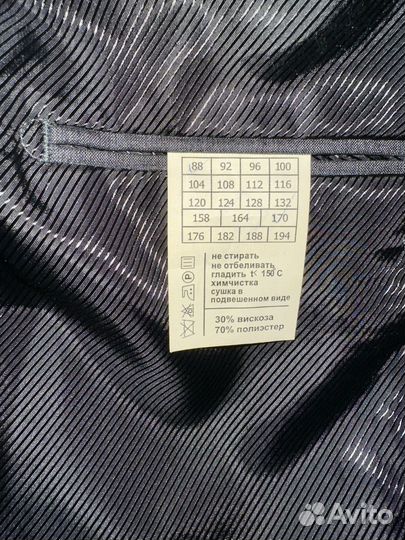 88 92 96 100
104 108 112 116
120 124 128 132
158 164 170
176 182 188 194
не стирать
не отбеливать
гладить t< 150 С
химчистка
сушка в
подвешенном виде
30% вискоза
70% полиэстер
Avito